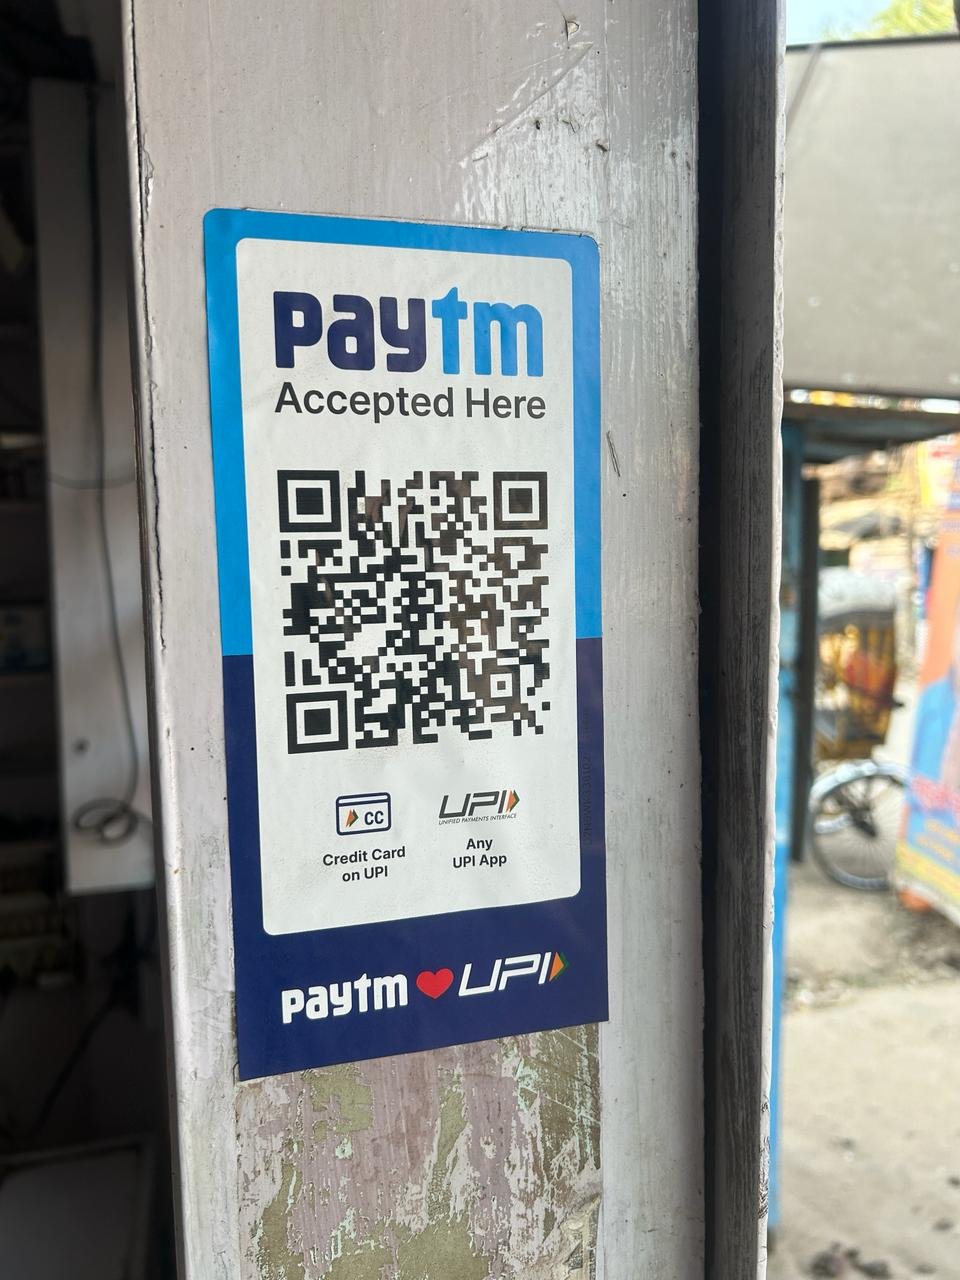 paytm
Accepted Here
CC
Credit Card
on UPI
UPI
UNIFIED PAYMENTS INTERFACE
Any
UPI App
paytm ❤ UPI